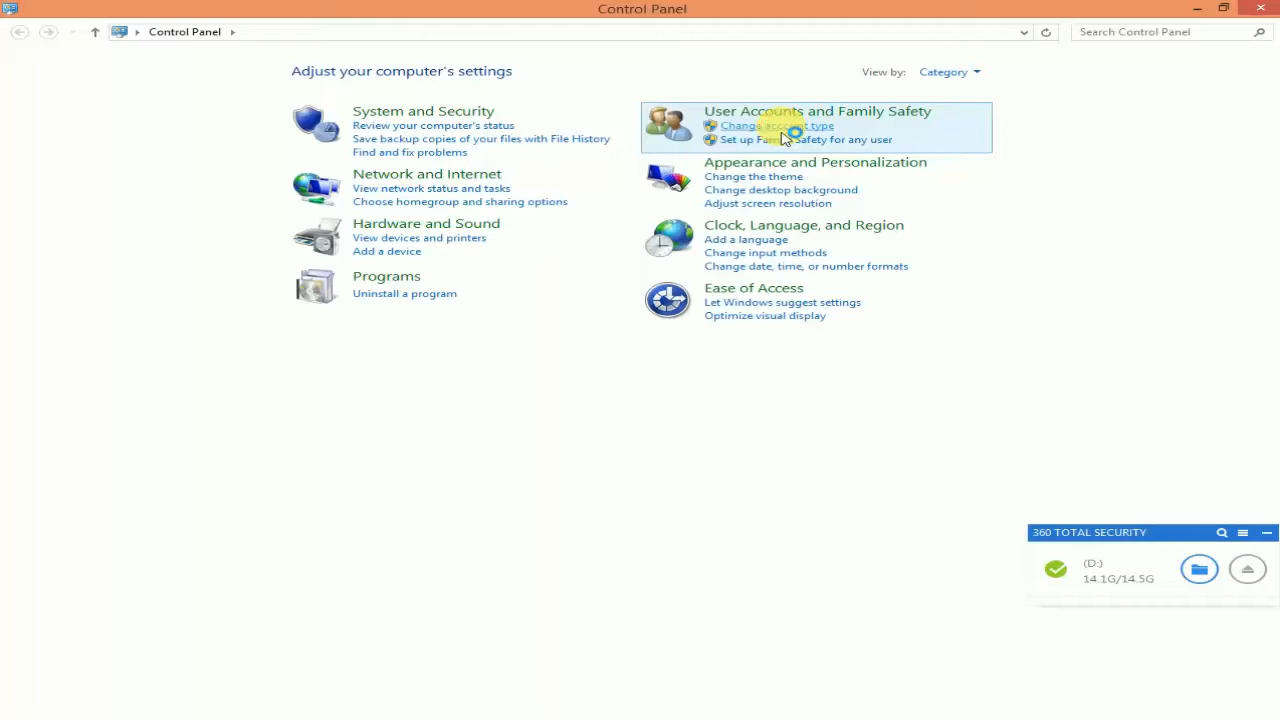 Control Panel
Control Panel
Search Control Panel
Adjust your computer's settings
View by: Category
System and Security
Review your computer's status
Save backup copies of your files with File History
Find and fix problems
Network and Internet
View network status and tasks
Choose homegroup and sharing options
Hardware and Sound
View devices and printers
Add a device
Programs
Uninstall a program
User Accounts and Family Safety
Change account type
Set up Family Safety for any user
Appearance and Personalization
Change the theme
Change desktop background
Adjust screen resolution
Clock, Language, and Region
Add a language
Change input methods
Change date, time, or number formats
Ease of Access
Let Windows suggest settings
Optimize visual display
360 TOTAL SECURITY
(D:)
14.1G/14.5G